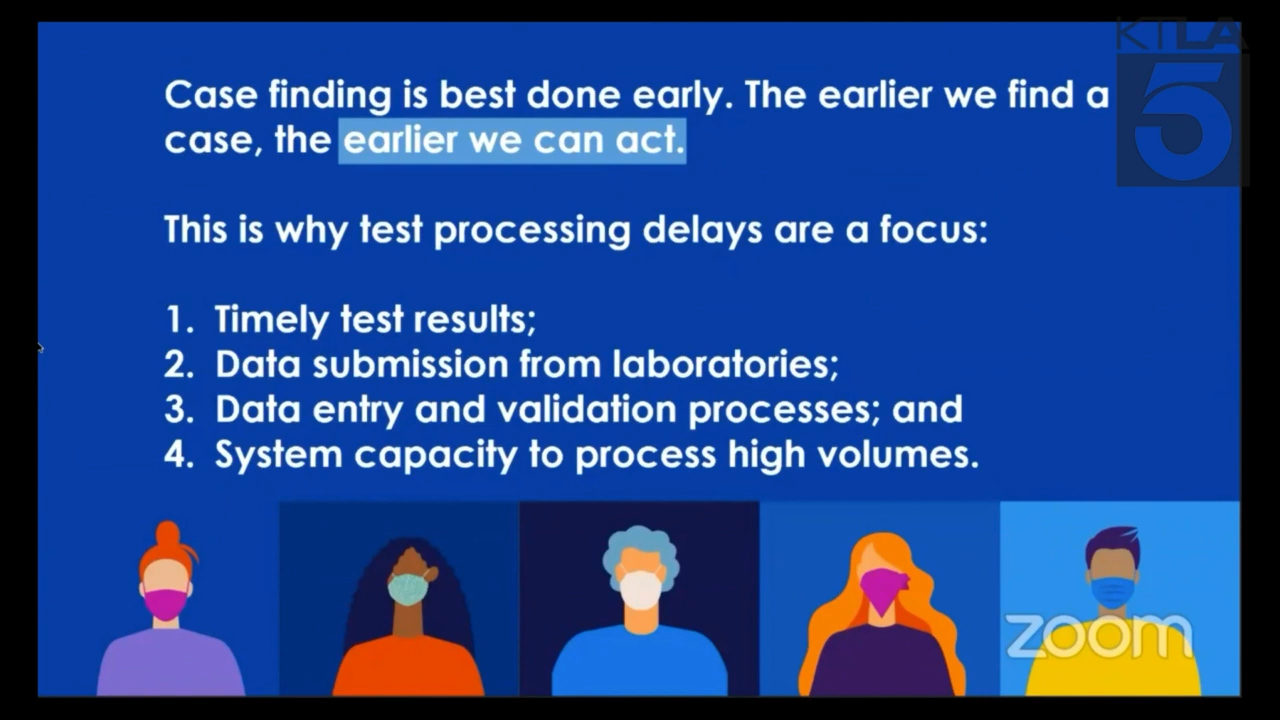 KTLA
5
Case finding is best done early. The earlier we find a
case, the earlier we can act.
This is why test processing delays are a focus:
1. Timely test results;
2. Data submission from laboratories;
3. Data entry and validation processes; and
4. System capacity to process high volumes.
zoom